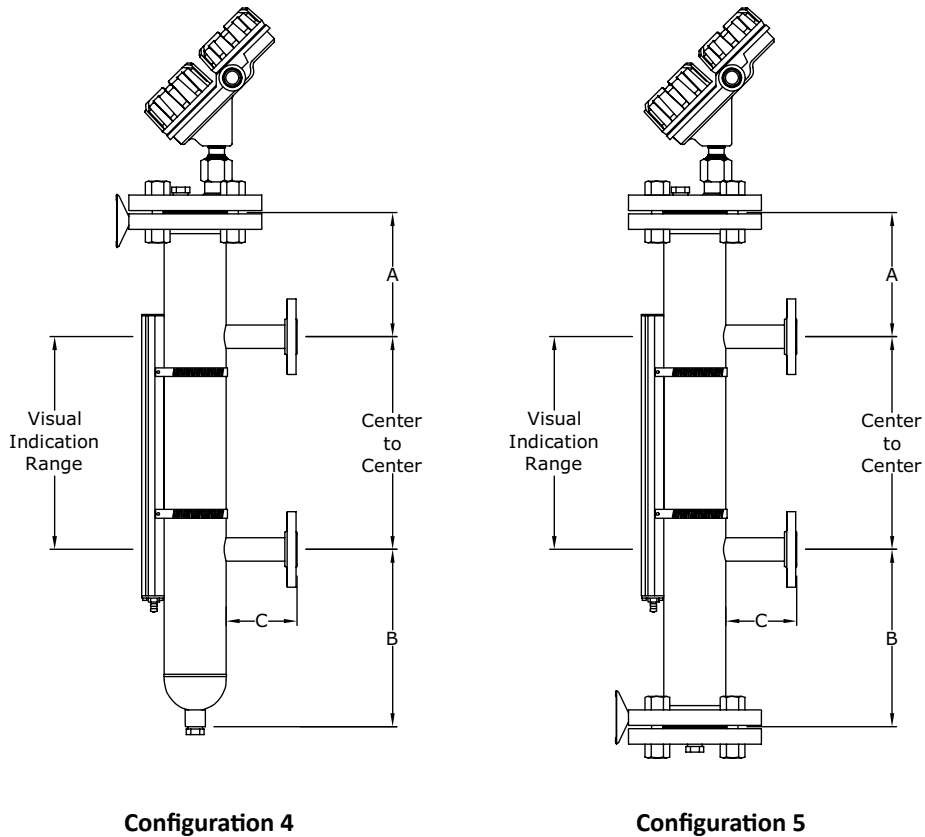 A
A
Visual
Indication
Range
Center
to
Center
Visual
Indication
Range
Center
to
Center
C
B
C
B
Configuration 4
Configuration 5